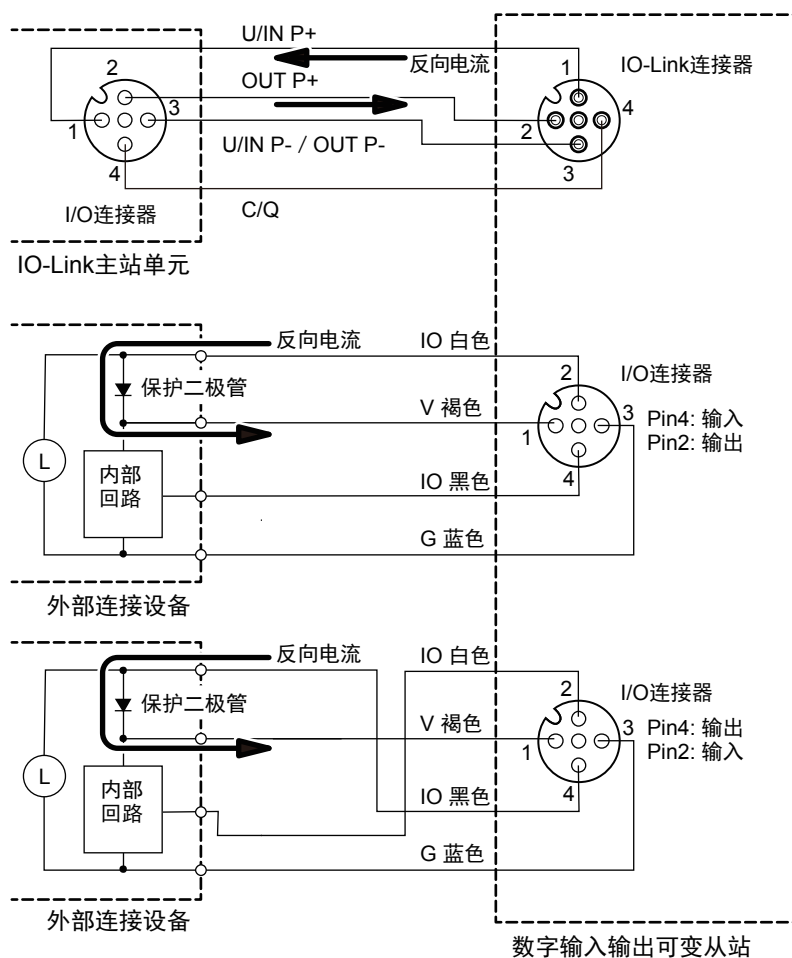 U/IN P+
反向电流
OUT P+
U/IN P- / OUT P-
C/Q
2
3
1
4
I/O连接器
IO-Link主站单元
1
4
2
3
IO-Link连接器
反向电流
IO 白色
保护二极管
V 褐色
L
内部
回路
IO 黑色
G 蓝色
外部连接设备
2
3
1
4
I/O连接器
Pin4: 输入
Pin2: 输出
反向电流
IO 白色
保护二极管
V 褐色
L
内部
回路
IO 黑色
G 蓝色
外部连接设备
2
3
1
4
I/O连接器
Pin4: 输出
Pin2: 输入
数字输入输出可变从站